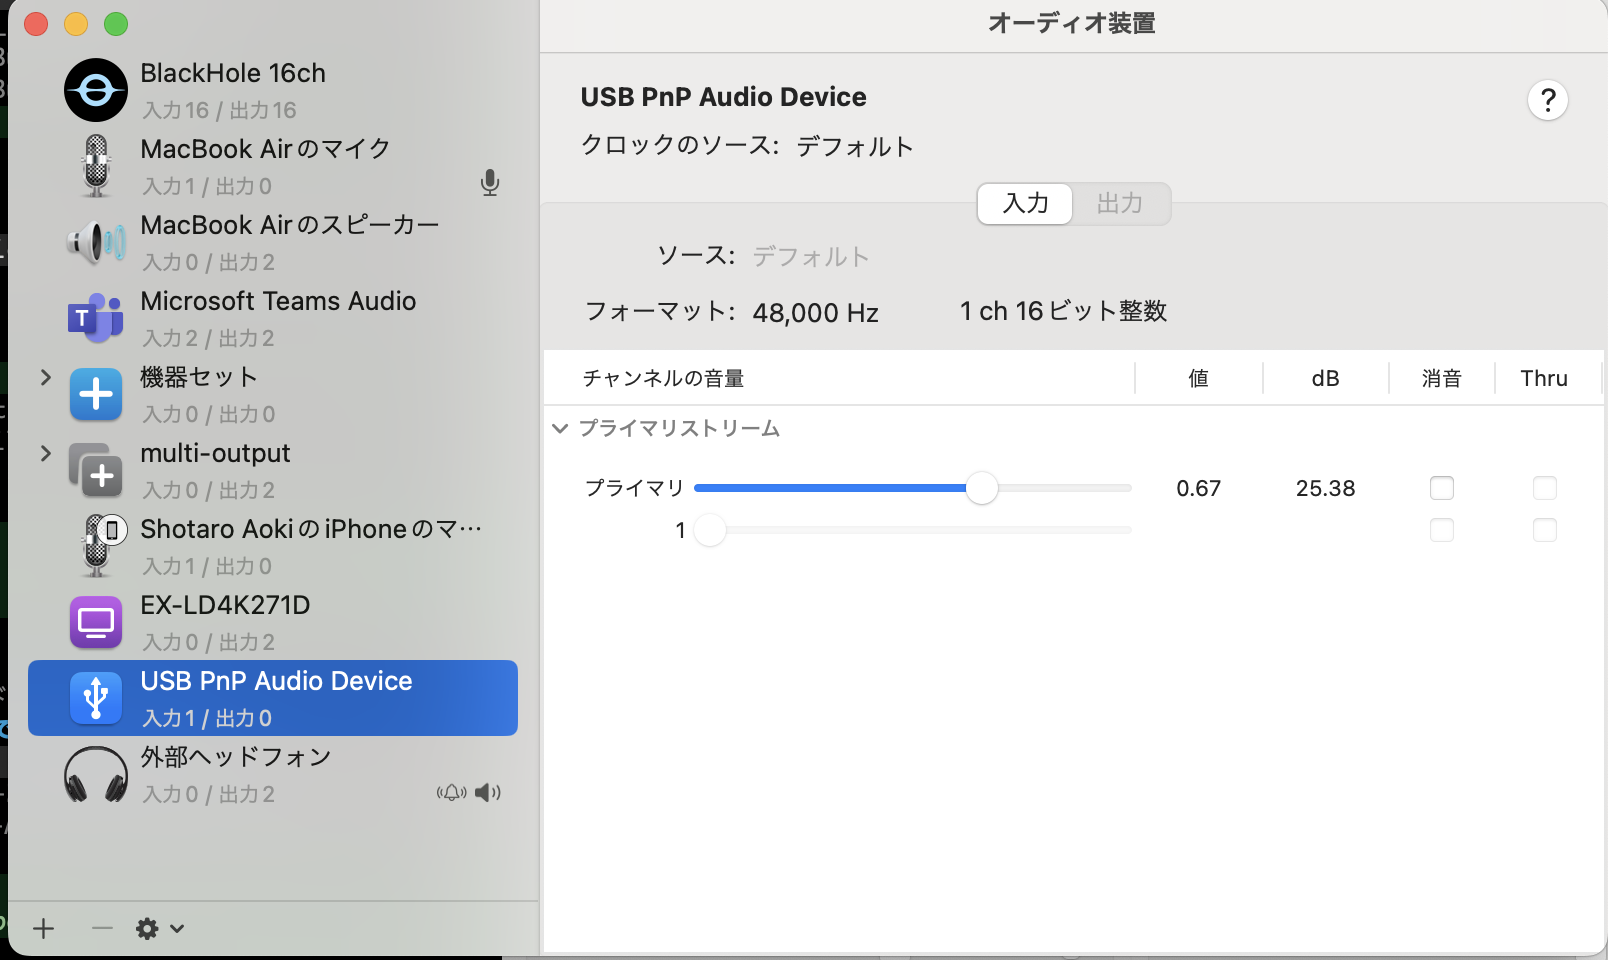 オーディオ装置
BlackHole 16ch
入力16 / 出力16
MacBook Airのマイク
入力1 / 出力0
MacBook Airのスピーカー
入力0 / 出力2
T
Microsoft Teams Audio
入力2 / 出力2
機器セット
入力0 / 出力0
multi-output
入力0 / 出力2
Shotaro AokiのiPhoneのマ…
入力1 / 出力0
EX-LD4K271D
入力0 / 出力2
USB PnP Audio Device
入力1 / 出力0
外部ヘッドフォン
入力0 / 出力2
USB PnP Audio Device
?
クロックのソース: デフォルト
入力 出力
ソース: デフォルト
フォーマット: 48,000 Hz 1 ch 16ビット整数
チャンネルの音量 値 dB 消音 Thru
プライマリストリーム
プライマリ 0.67 25.38
1